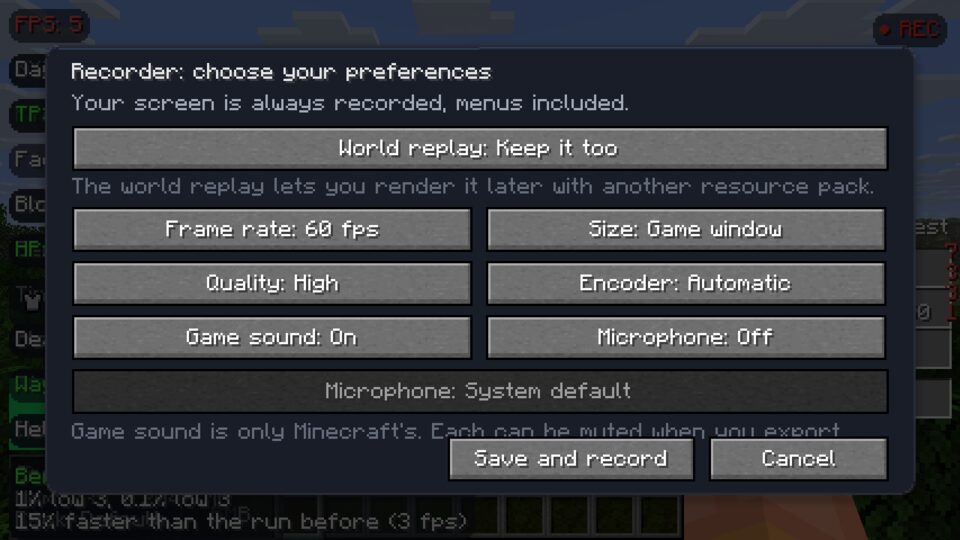 FPS: 5
REC
Recorder: choose your preferences
Your screen is always recorded, menus included.
World replay: Keep it too
The world replay lets you render it later with another resource pack.
Frame rate: 60 fps
Size: Game window
Quality: High
Encoder: Automatic
Game sound: On
Microphone: Off
Microphone: System default
Game sound is only Minecraft's. Each can be muted when you export
Save and record
Cancel
1% low 3, 0.1% low 3
15% faster than the run before (3 fps)